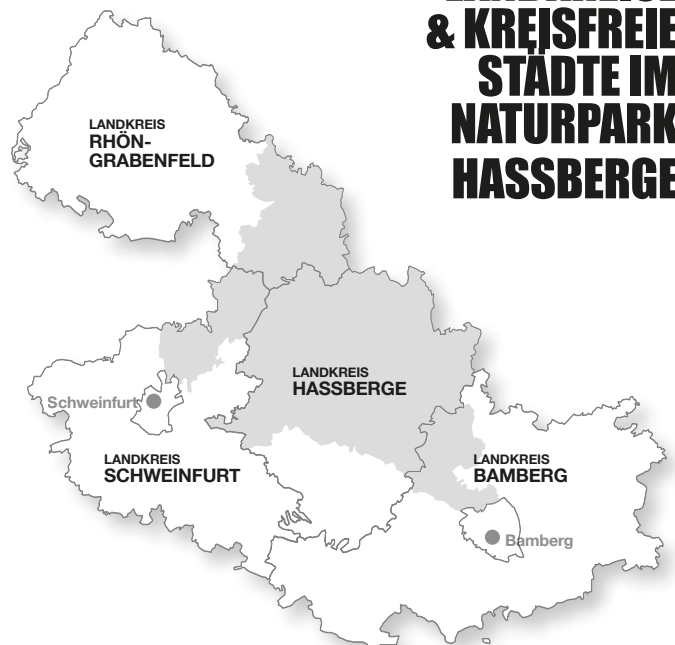 & KREISFREIE
STÄDTE IM
NATURPARK
HASSBERGE
LANDKREIS
RHÖN-
GRABENFELD
LANDKREIS
HASSBERGE
Schweinfurt
LANDKREIS
SCHWEINFURT
LANDKREIS
BAMBERG
Bamberg